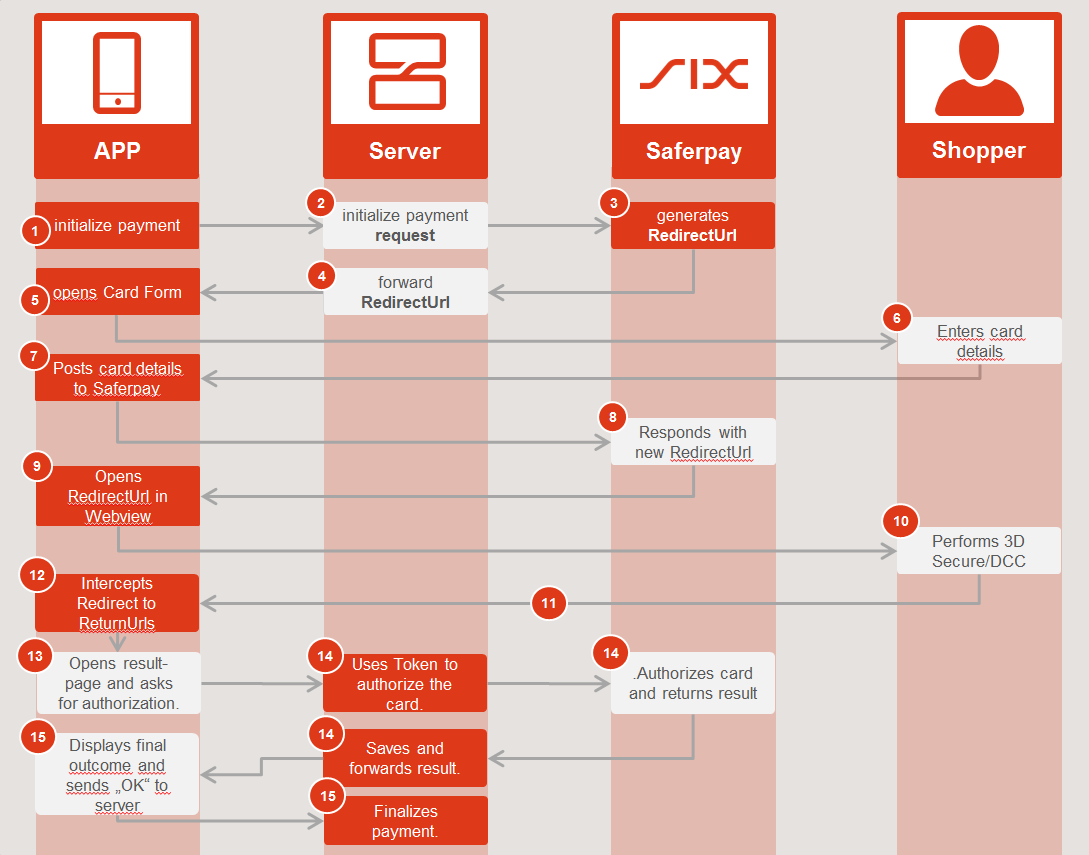 SIX
APP
Server
Saferpay
Shopper
1
initialize payment
2
initialize payment
request
3
generates
RedirectUrl
4
forward
RedirectUrl
5
opens Card Form
6
Enters card
details
7
Posts card details
to Saferpay
8
Responds with
new RedirectUrl
9
Opens
RedirectUrl in
Webview
10
Performs 3D
Secure/DCC
11
12
Intercepts
Redirect to
ReturnUrls
13
Opens result-
page and asks
for authorization.
14
Uses Token to
authorize the
card.
14
.Authorizes card
and returns result
14
Saves and
forwards result.
15
Displays final
outcome and
sends „OK“ to
server
15
Finalizes
payment.